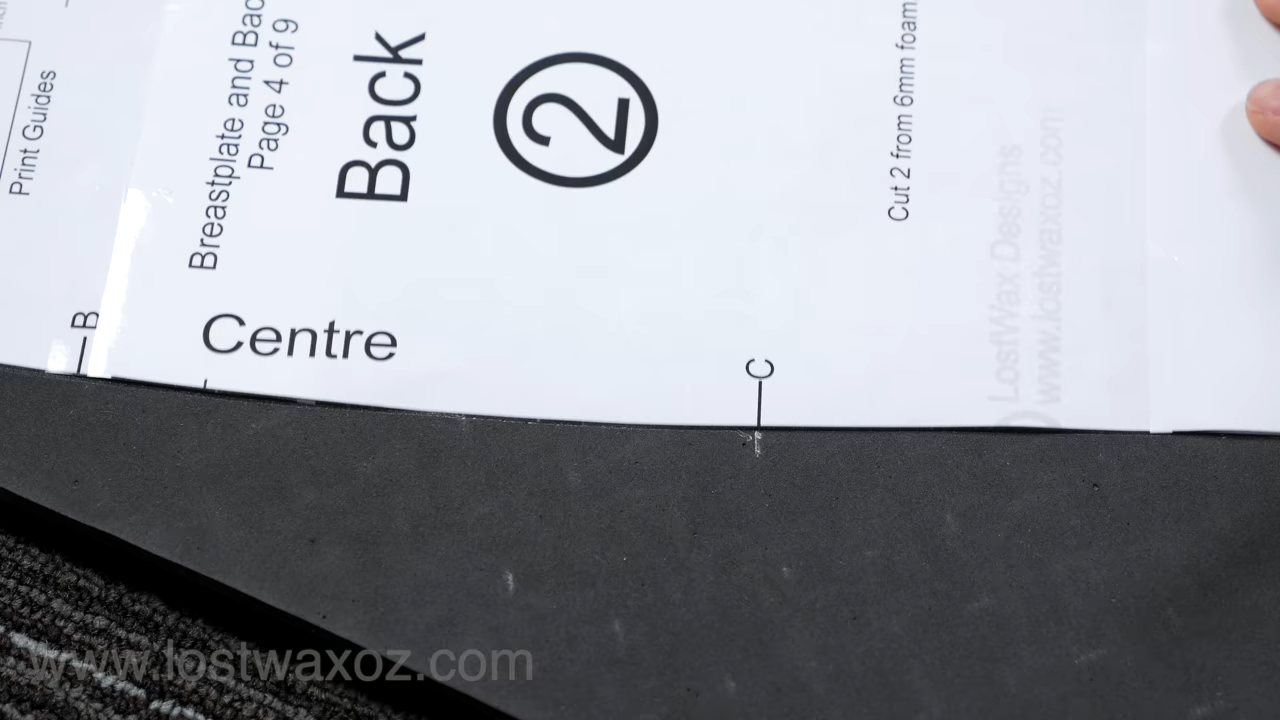 Print Guides
Breastplate and Bac
Page 4 of 9
Back
2
Cut 2 from 6mm foam
LostWax Designs
www.lostwaxoz.com
B
Centre
C
www.lostwaxoz.com